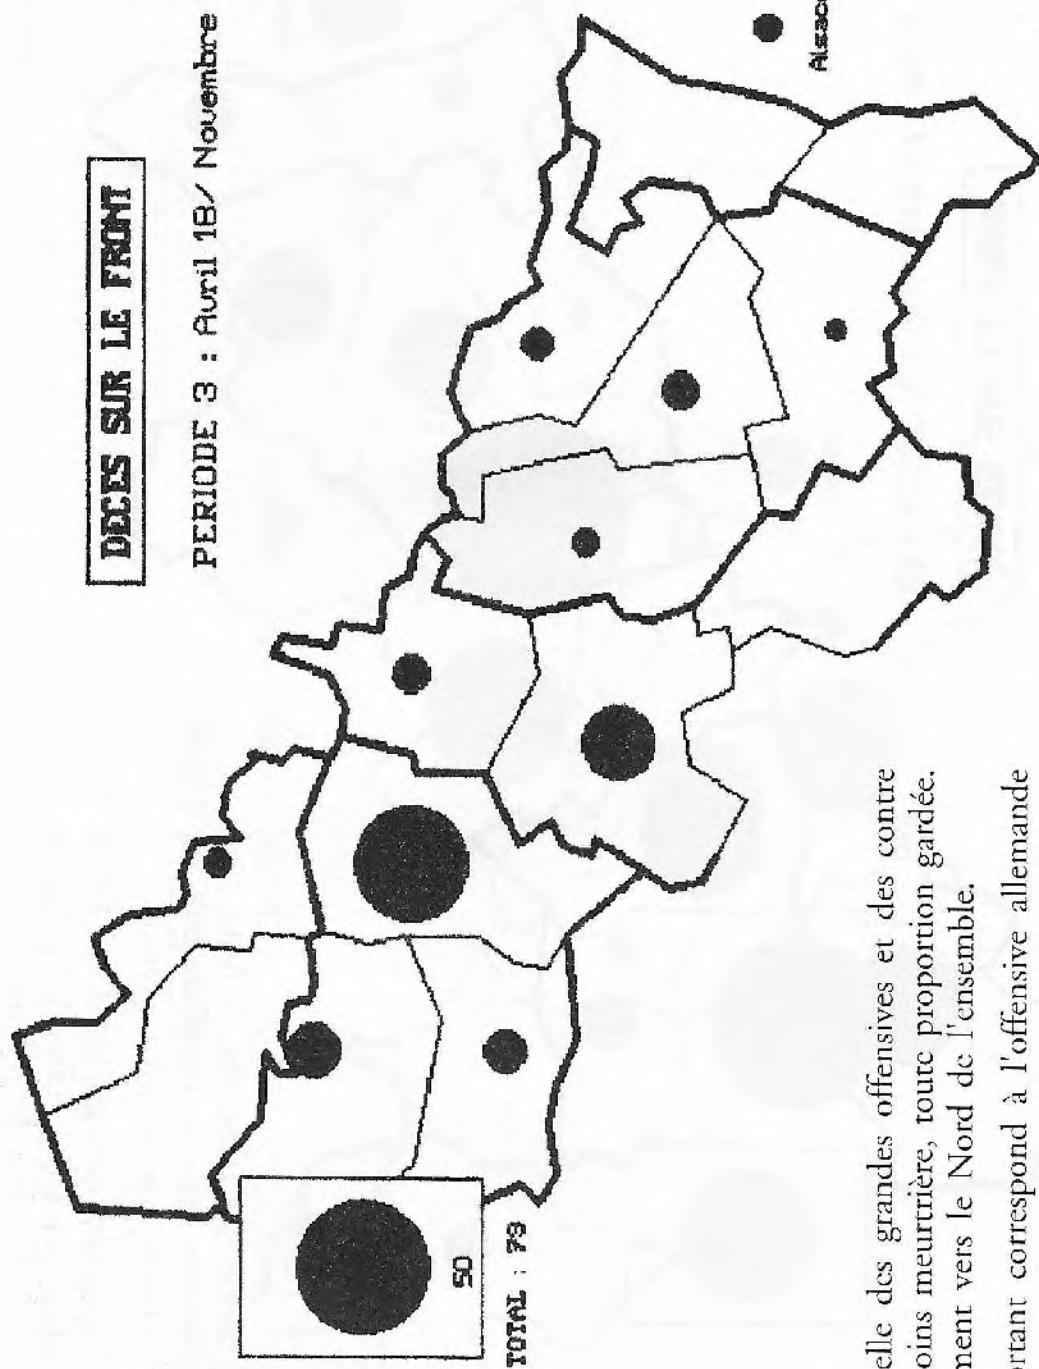 DECES SUR LE FRONT
PERIODE 3 : Avril 18/ Novembre
Alsace
50
TOTAL : 79
elle des grandes offensives et des contre
oins meurtrière, toute proportion gardée.
ment vers le Nord de l'ensemble.
rtant correspond à l'offensive allemande